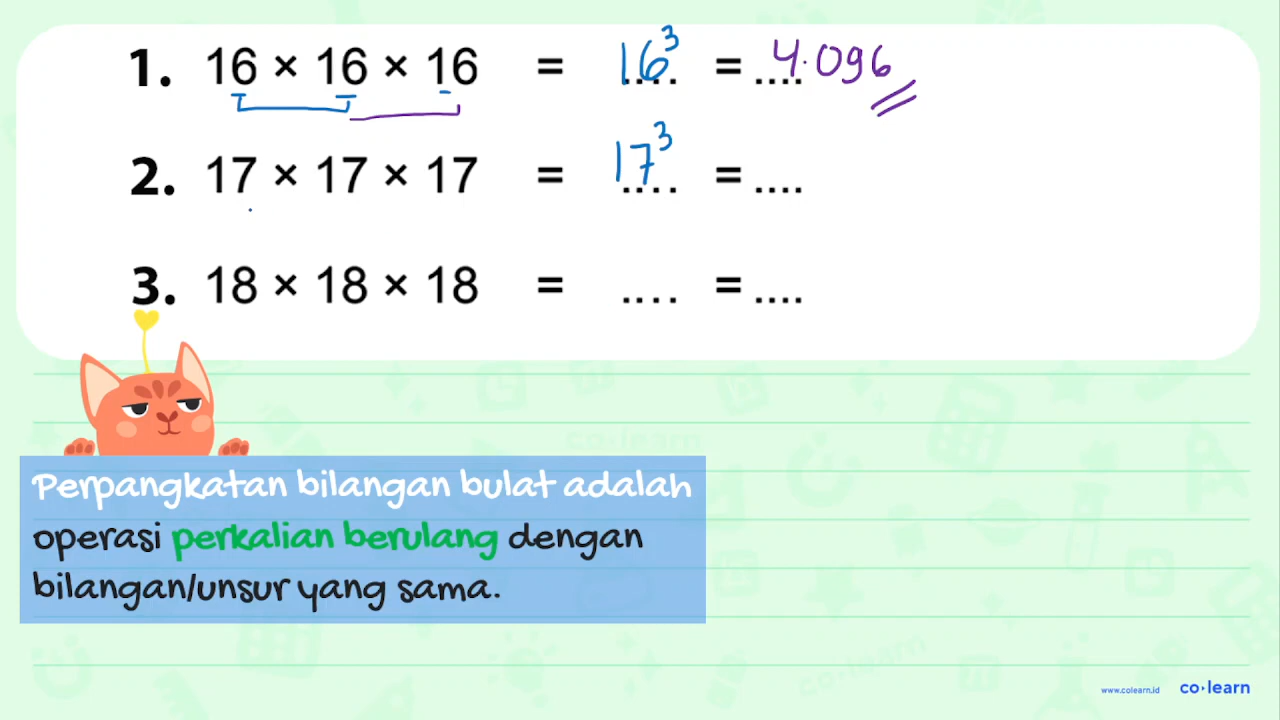 1. 16 × 16 × 16 = 16³ .... = 4.096 ....
2. 17 × 17 × 17 = 17³ .... = ....
3. 18 × 18 × 18 = .... = ....
Perpangkatan bilangan bulat adalah
operasi perkalian berulang dengan
bilangan/unsur yang sama.
www.colearn.id co·learn